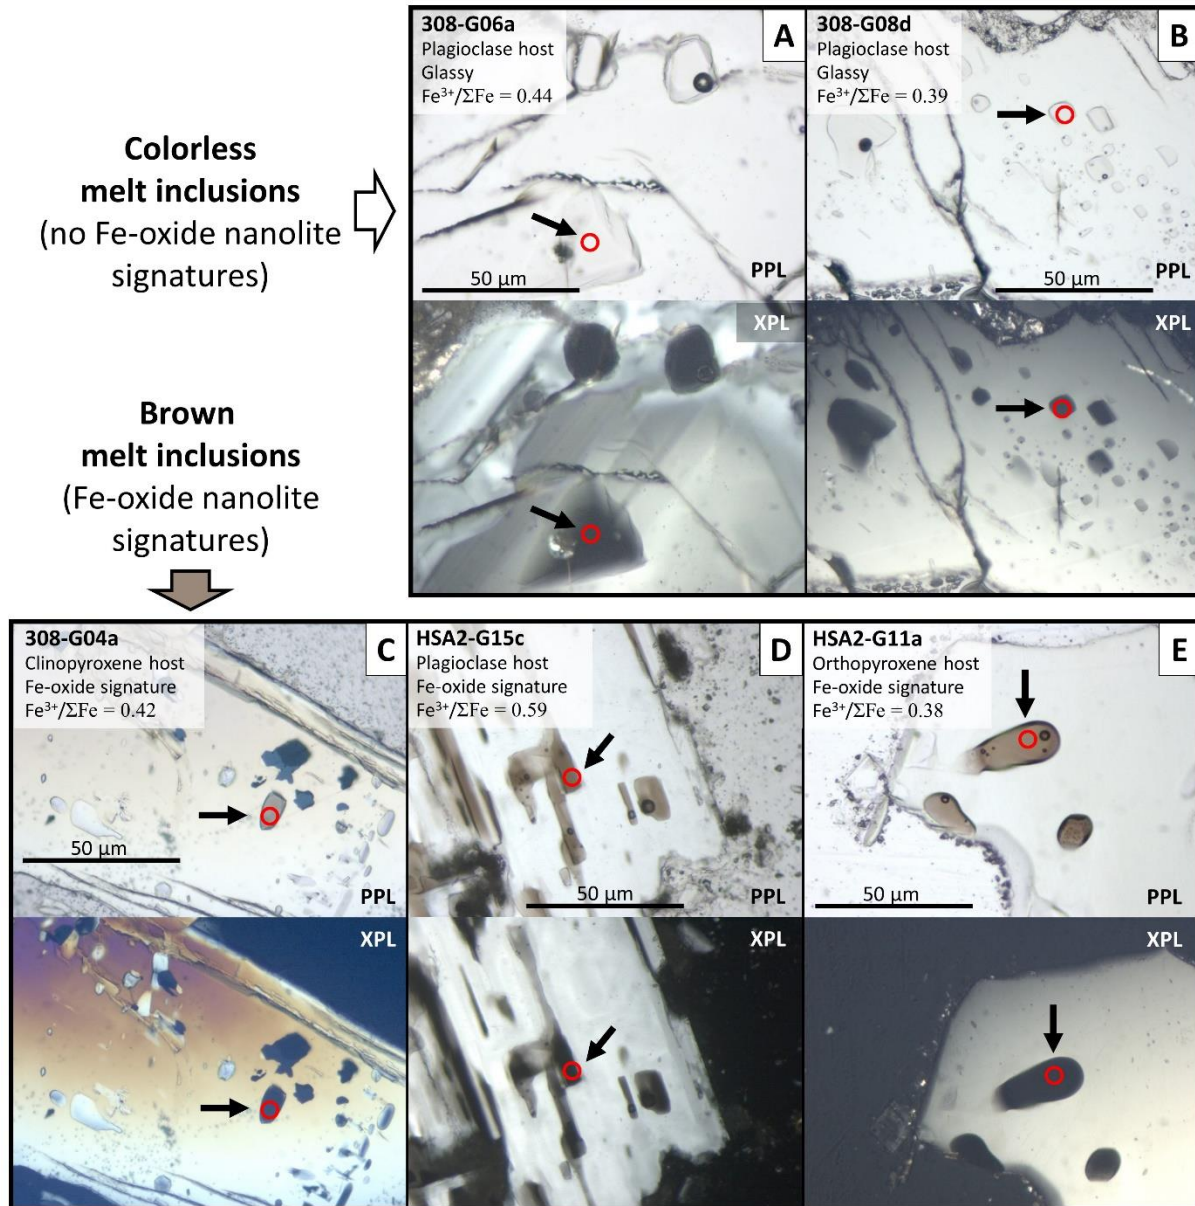 Colorless
melt inclusions
(no Fe-oxide nanolite
signatures)
Brown
melt inclusions
(Fe-oxide nanolite
signatures)
308-G06a
Plagioclase host
Glassy
Fe³⁺/ΣFe = 0.44
A
50 µm
PPL
XPL
308-G08d
Plagioclase host
Glassy
Fe³⁺/ΣFe = 0.39
B
PPL
50 µm
XPL
308-G04a
Clinopyroxene host
Fe-oxide signature
Fe³⁺/ΣFe = 0.42
C
50 µm
PPL
XPL
HSA2-G15c
Plagioclase host
Fe-oxide signature
Fe³⁺/ΣFe = 0.59
D
50 µm
PPL
XPL
HSA2-G11a
Orthopyroxene host
Fe-oxide signature
Fe³⁺/ΣFe = 0.38
E
50 µm
PPL
XPL